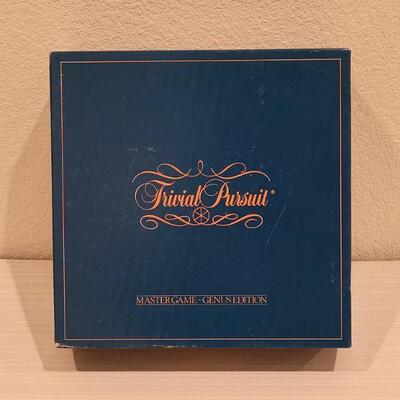 Trivial Pursuit®
MASTER GAME - GENUS EDITION